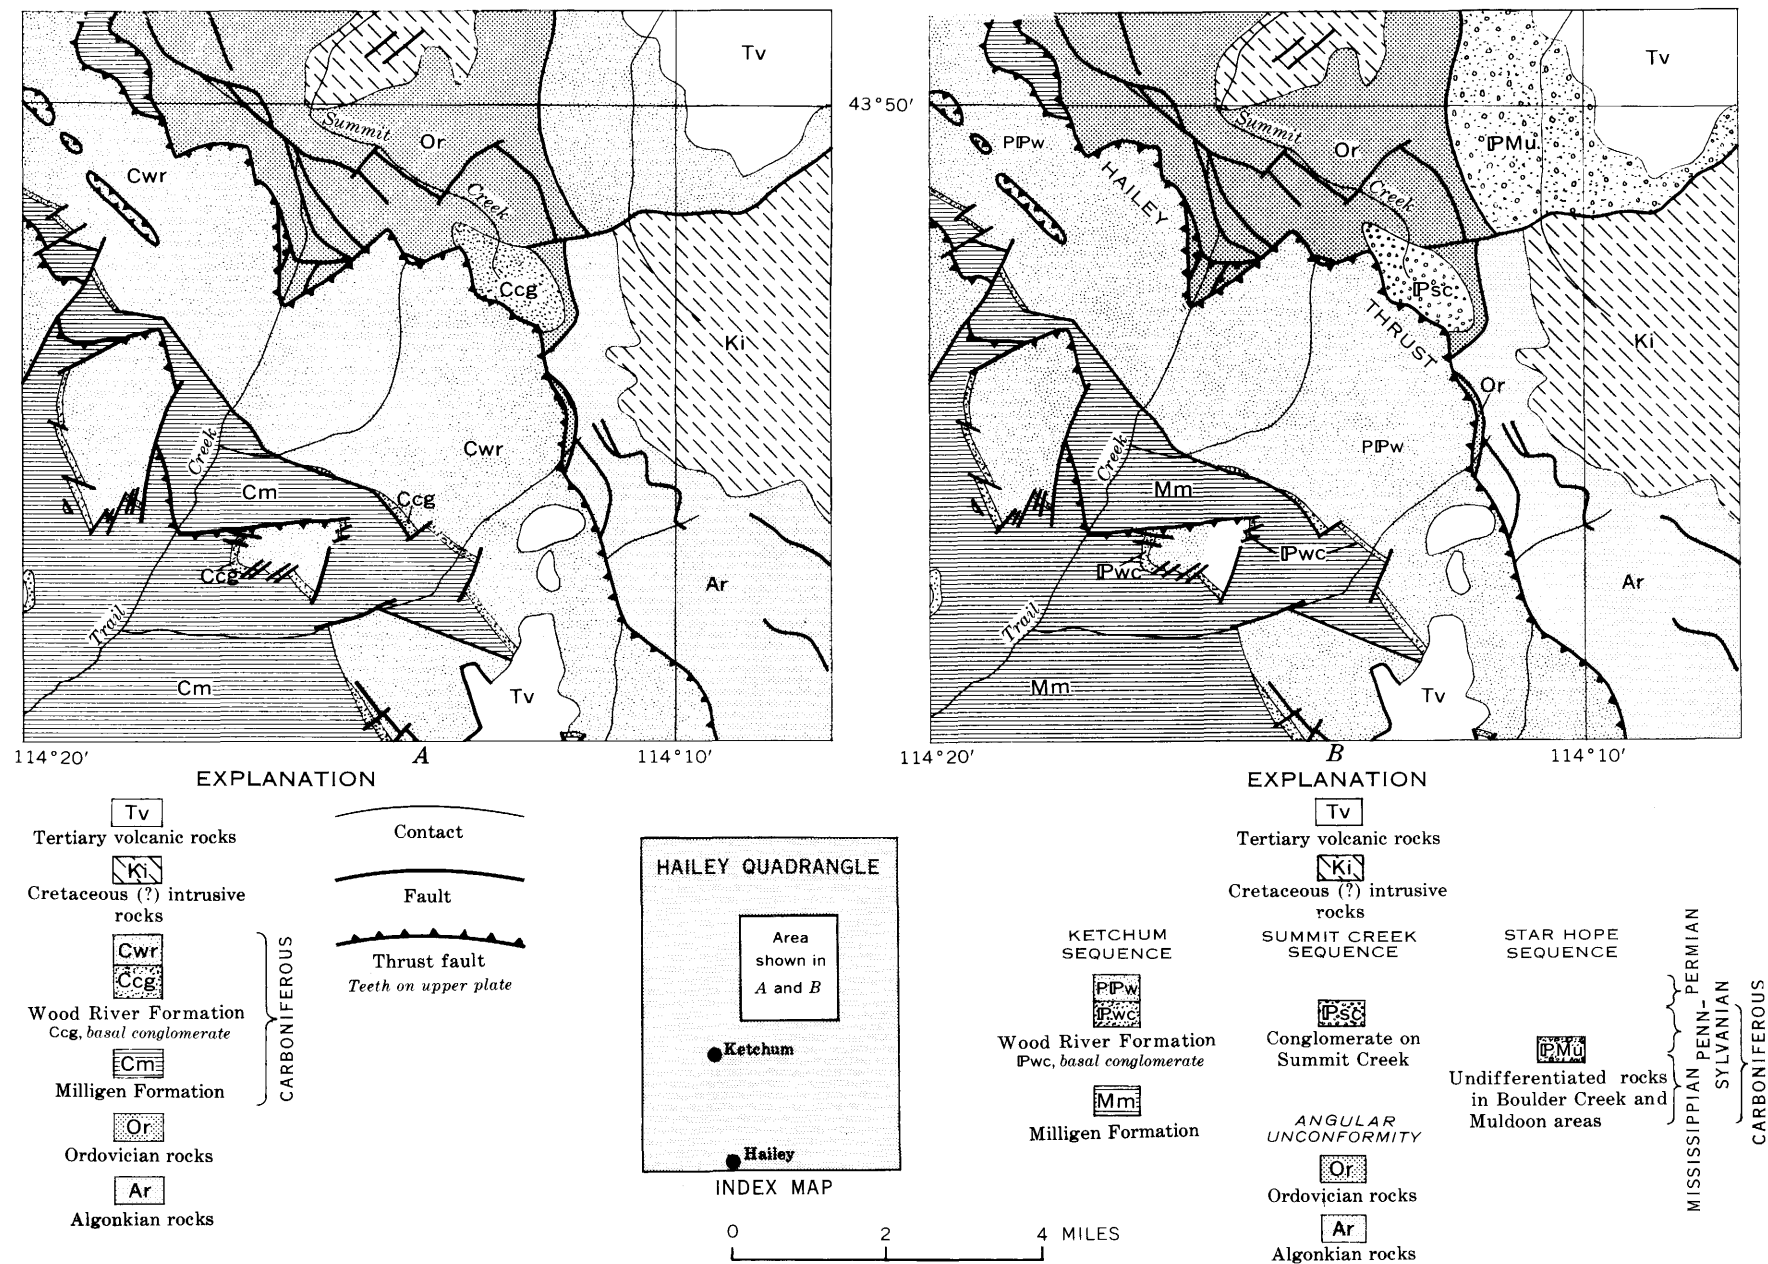 Tv
Summit
Or
Cwr
Creek
Ccg
Ki
Cwr
Creek
Cm
Ccg
Ccg
Ar
Trail
Cm
Tv
114°20'
A
114°10'
43°50'
Tv
Summit
PℙPw
Or
ℙMu
HAILEY
Creek
ℙsc
THRUST
Ki
Or
PℙPw
Creek
Mm
ℙwc
ℙwc
Ar
Trail
Mm
Tv
114°20'
B
114°10'
EXPLANATION
Tv
Tertiary volcanic rocks
Ki
Cretaceous (?) intrusive
rocks
Cwr
Ccg
Wood River Formation
Ccg, basal conglomerate
Cm
Milligen Formation
CARBONIFEROUS
Or
Ordovician rocks
Ar
Algonkian rocks
Contact
Fault
Thrust fault
Teeth on upper plate
HAILEY QUADRANGLE
Area
shown in
A and B
Ketchum
Hailey
INDEX MAP
0 2 4 MILES
EXPLANATION
Tv
Tertiary volcanic rocks
Ki
Cretaceous (?) intrusive
rocks
KETCHUM
SEQUENCE
PℙPw
ℙwc
Wood River Formation
ℙwc, basal conglomerate
Mm
Milligen Formation
SUMMIT CREEK
SEQUENCE
ℙsc
Conglomerate on
Summit Creek
ANGULAR
UNCONFORMITY
Or
Ordovician rocks
Ar
Algonkian rocks
STAR HOPE
SEQUENCE
ℙMu
Undifferentiated rocks
in Boulder Creek and
Muldoon areas
PERMIAN
PENN-
SYLVANIAN
MISSISSIPPIAN
CARBONIFEROUS